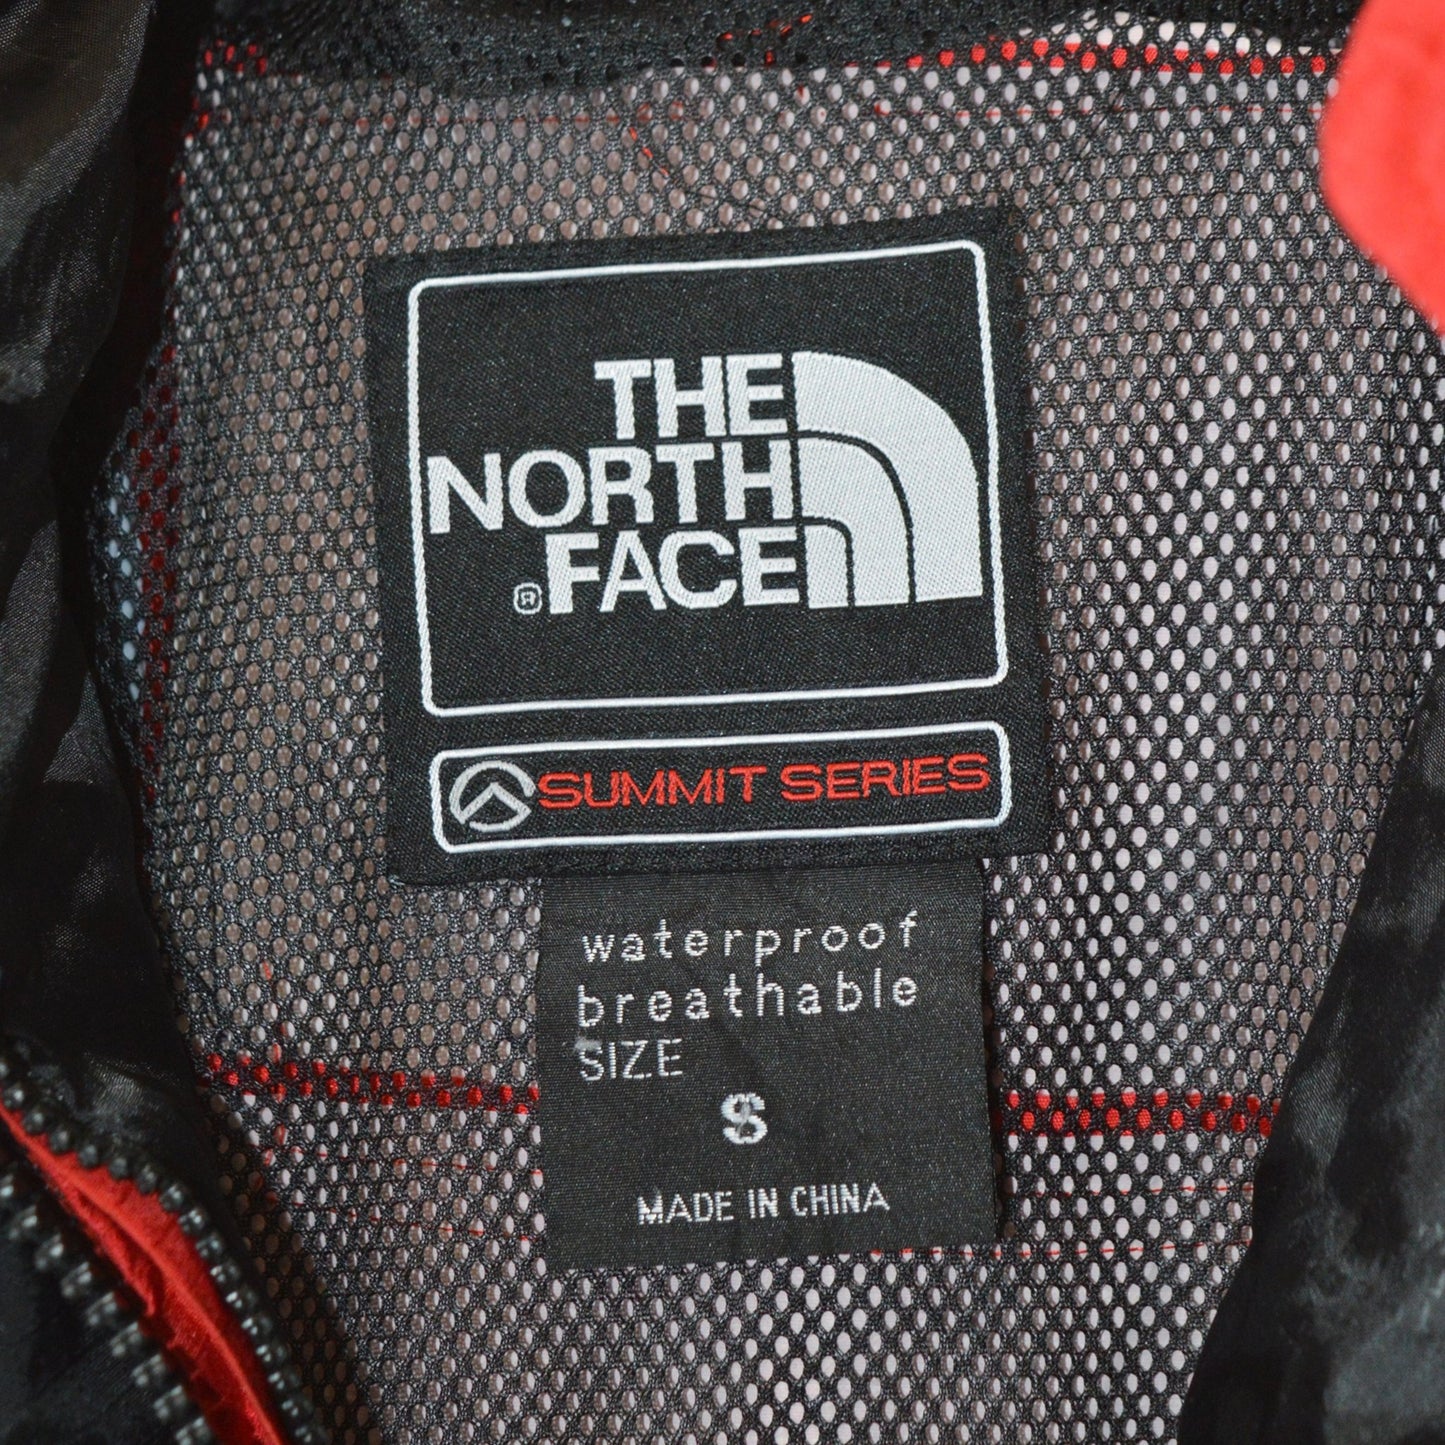 THE
NORTH
®FACE
SUMMIT SERIES
waterproof
breathable
SIZE
S
MADE IN CHINA